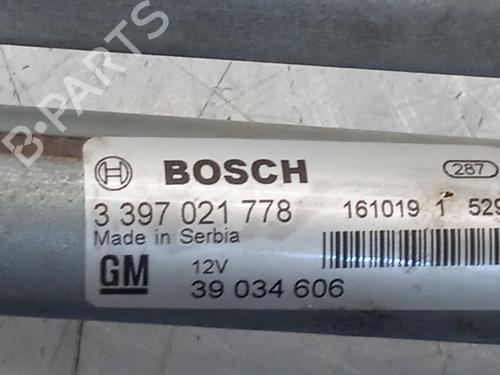 B-PARTS
BOSCH 287
3 397 021 778 161019 1 529
Made in Serbia
GM 12V
39 034 606